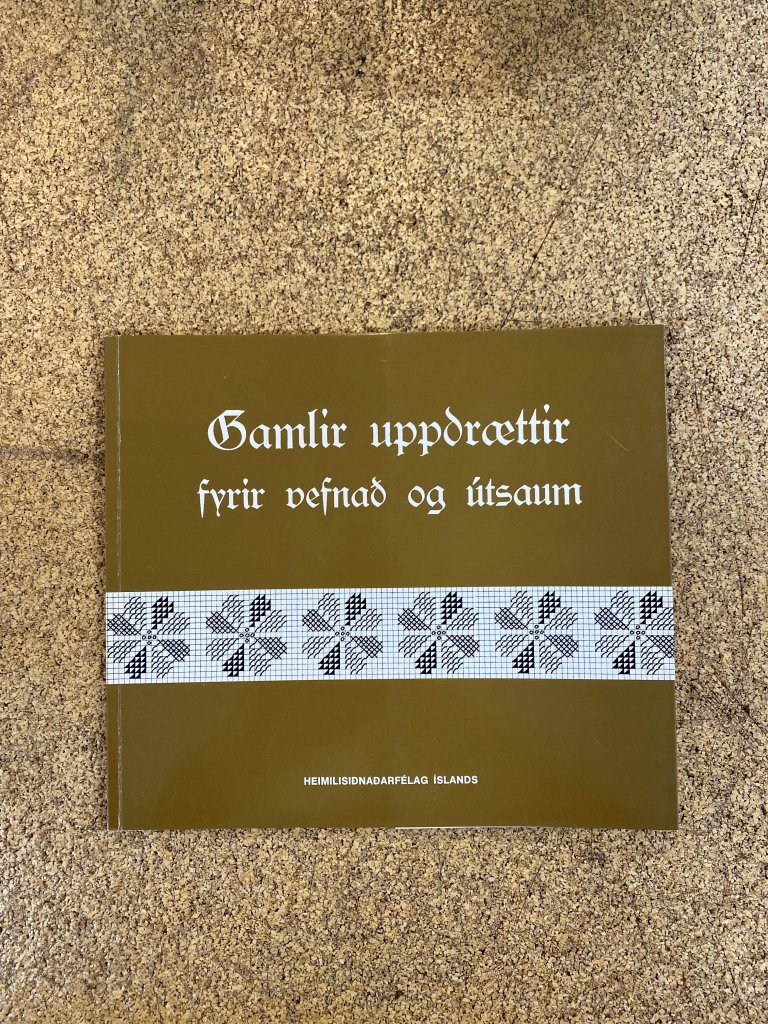 Gamlir uppdrættir
fyrir vefnað og útsaum
HEIMILISIÐNAÐARFÉLAG ÍSLANDS